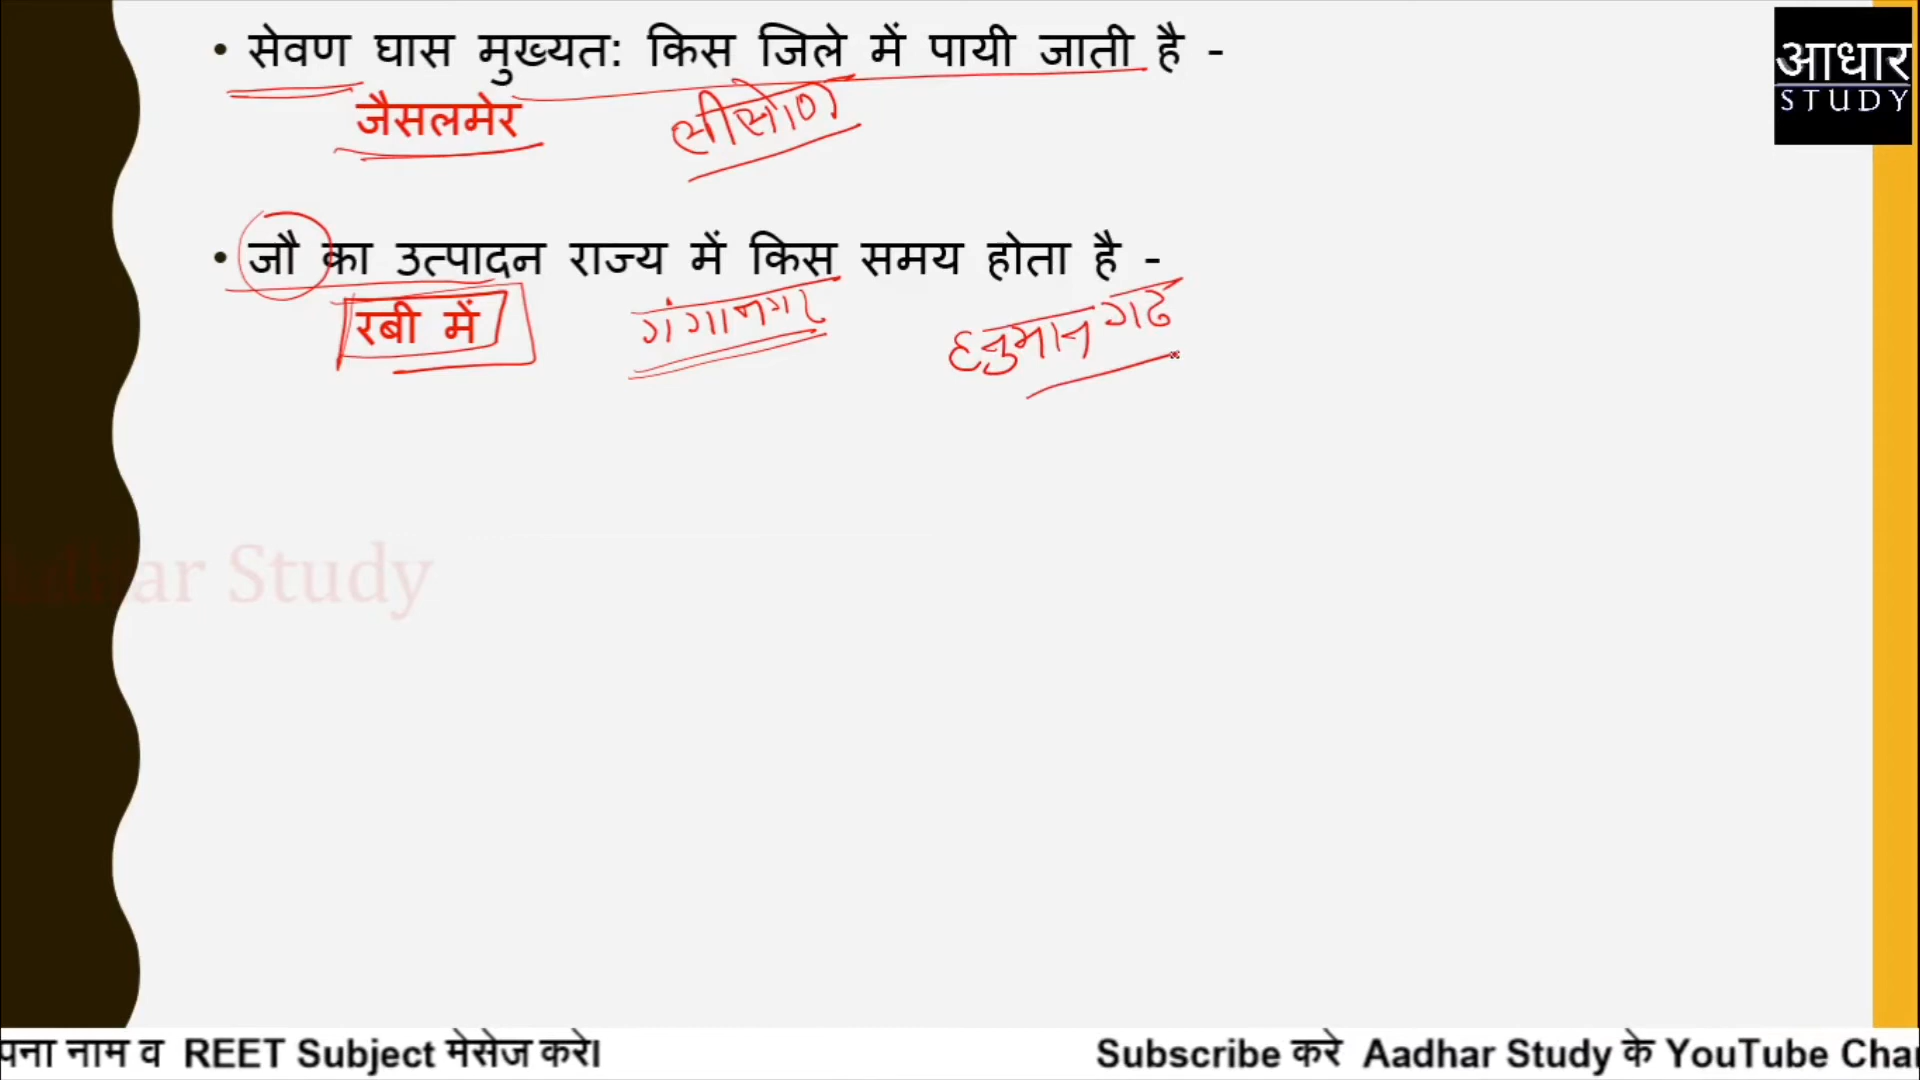 • सेवण घास मुख्यत: किस जिले में पायी जाती है -
जैसलमेर लीलोण
• जौ का उत्पादन राज्य में किस समय होता है -
रबी में गंगानगर हनुमानगढ
आधार
STUDY
Aadhar Study
पना नाम व REET Subject मेसेज करे। Subscribe करे Aadhar Study के YouTube Cha